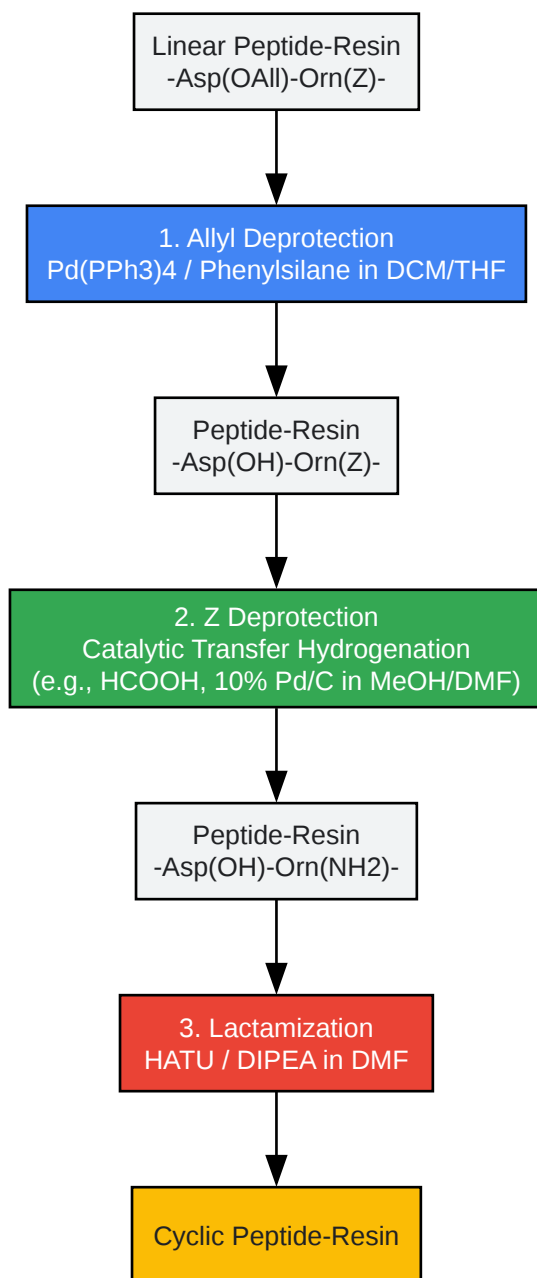 Linear Peptide-Resin
-Asp(OAll)-Orn(Z)-
1. Allyl Deprotection
Pd(PPh3)4 / Phenylsilane in DCM/THF
Peptide-Resin
-Asp(OH)-Orn(Z)-
2. Z Deprotection
Catalytic Transfer Hydrogenation
(e.g., HCOOH, 10% Pd/C in MeOH/DMF)
Peptide-Resin
-Asp(OH)-Orn(NH2)-
3. Lactamization
HATU / DIPEA in DMF
Cyclic Peptide-Resin